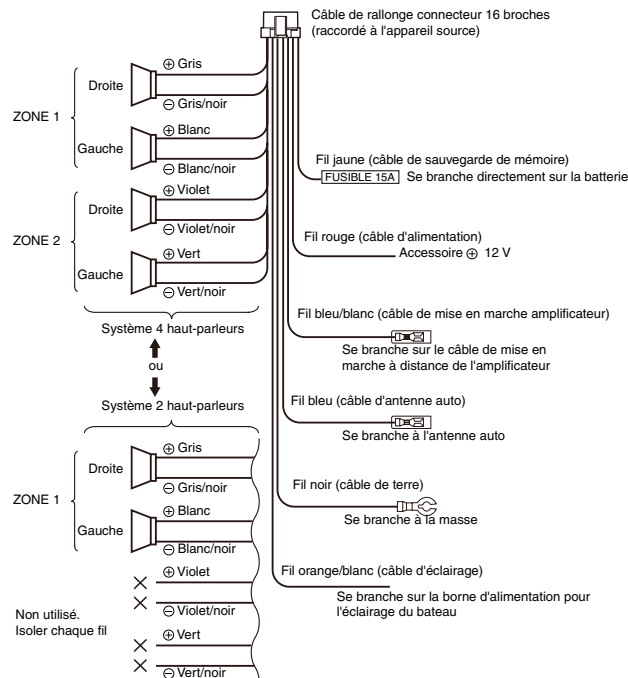 Câble de rallonge connecteur 16 broches
(raccordé à l'appareil source)
ZONE 1
Droite
⊕ Gris
⊖ Gris/noir
Gauche
⊕ Blanc
⊖ Blanc/noir
ZONE 2
Droite
⊕ Violet
⊖ Violet/noir
Gauche
⊕ Vert
⊖ Vert/noir
Système 4 haut-parleurs
ou
Système 2 haut-parleurs
ZONE 1
Droite
⊕ Gris
⊖ Gris/noir
Gauche
⊕ Blanc
⊖ Blanc/noir
Non utilisé.
Isoler chaque fil
⊕ Violet
⊖ Violet/noir
⊕ Vert
⊖ Vert/noir
Fil jaune (câble de sauvegarde de mémoire)
FUSIBLE 15A Se branche directement sur la batterie
Fil rouge (câble d'alimentation)
Accessoire ⊕ 12 V
Fil bleu/blanc (câble de mise en marche amplificateur)
Se branche sur le câble de mise en
marche à distance de l'amplificateur
Fil bleu (câble d'antenne auto)
Se branche à l'antenne auto
Fil noir (câble de terre)
Se branche à la masse
Fil orange/blanc (câble d'éclairage)
Se branche sur la borne d'alimentation pour
l'éclairage du bateau